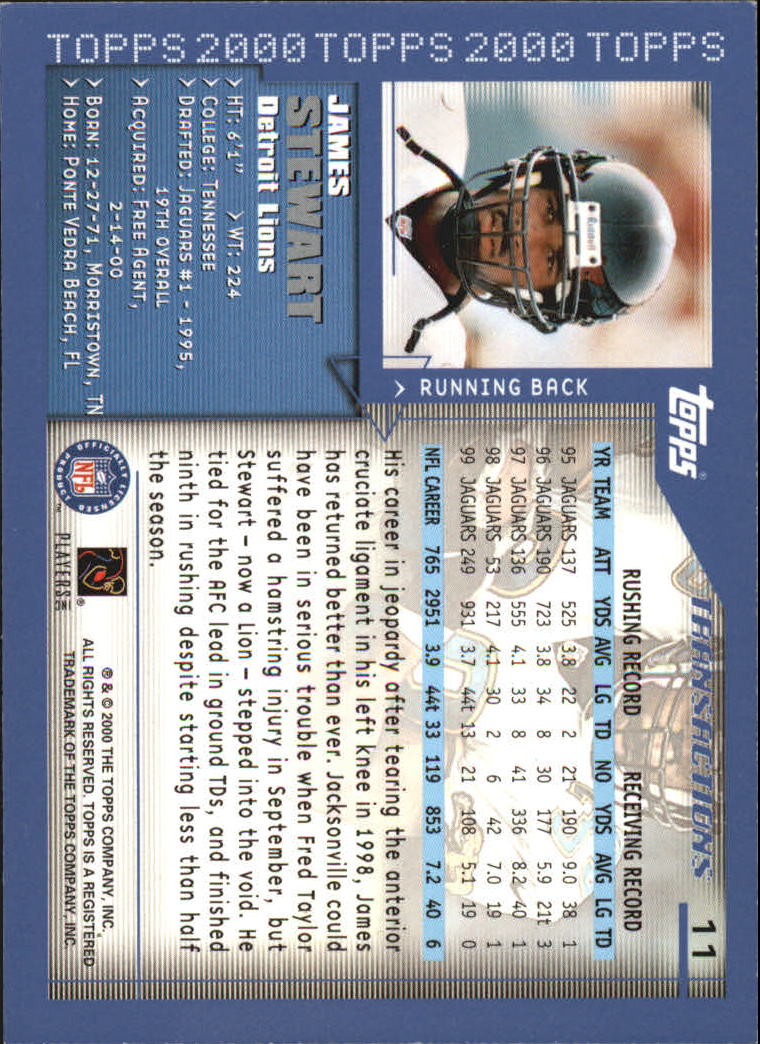 TOPPS 2000 TOPPS 2000 TOPPS
Riddell
> RUNNING BACK
topps®
JAMES
STEWART
Detroit Lions
> HT: 6'1" > WT: 224
> COLLEGE: TENNESSEE
> DRAFTED: JAGUARS #1 - 1995,
19TH OVERALL
> ACQUIRED: FREE AGENT,
2-14-00
> BORN: 12-27-71, MORRISTOWN, TN
> HOME: PONTE VEDRA BEACH, FL
TRANSACTIONS™
11
RUSHING RECORD RECEIVING RECORD
YR TEAM ATT YDS AVG LG TD NO YDS AVG LG TD
95 JAGUARS 137 525 3.8 22 2 21 190 9.0 38 1
96 JAGUARS 190 723 3.8 34 8 30 177 5.9 21t 3
97 JAGUARS 136 555 4.1 33 8 41 336 8.2 40 1
98 JAGUARS 53 217 4.1 30 2 6 42 7.0 19 1
99 JAGUARS 249 931 3.7 44t 13 21 108 5.1 19 0
NFL CAREER 765 2951 3.9 44t 33 119 853 7.2 40 6
His career in jeopardy after tearing the anterior
cruciate ligament in his left knee in 1998, James
has returned better than ever. Jacksonville could
have been in serious trouble when Fred Taylor
suffered a hamstring injury in September, but
Stewart – now a Lion – stepped into the void. He
tied for the AFC lead in ground TDs, and finished
ninth in rushing despite starting less than half
the season.
OFFICIALLY LICENSED PRODUCT
NFL
™
®
PLAYERS INC
® & © 2000 THE TOPPS COMPANY, INC.
ALL RIGHTS RESERVED. TOPPS IS A REGISTERED
TRADEMARK OF THE TOPPS COMPANY, INC.